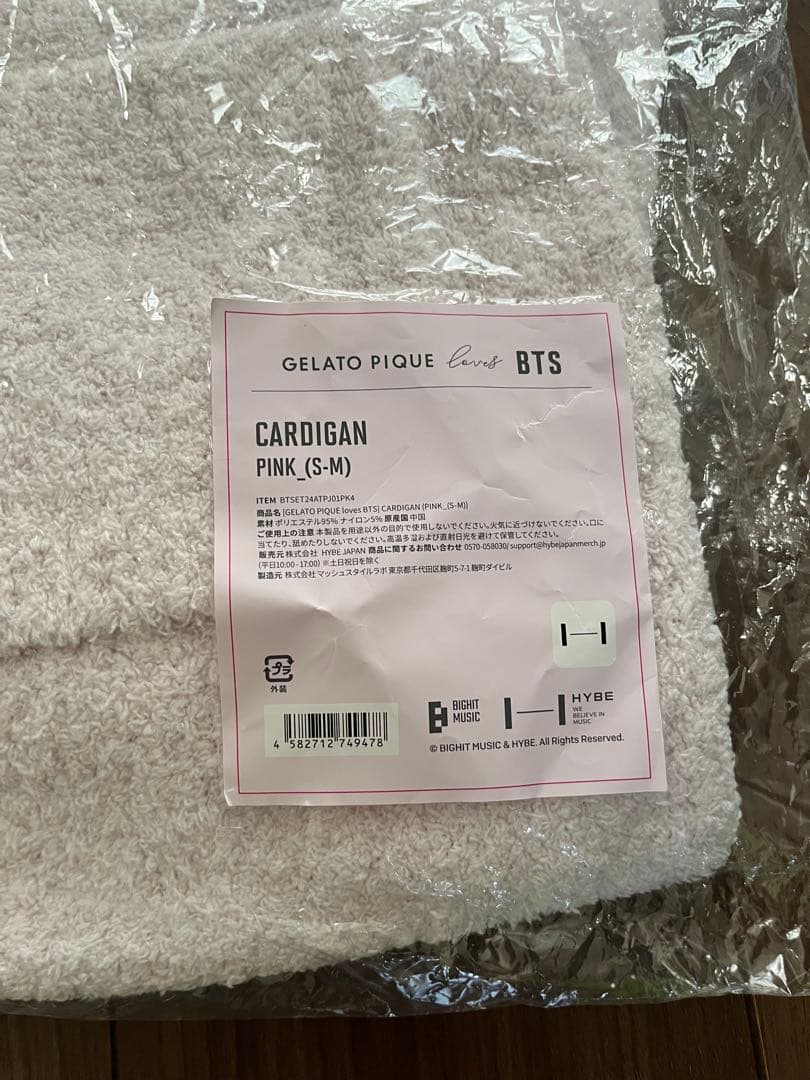 GELATO PIQUE loves BTS
CARDIGAN
PINK_(S-M)
ITEM BTSET24ATPJ01PK4
商品名 [GELATO PIQUE loves BTS] CARDIGAN (PINK_(S-M))
素材 ポリエステル95% ナイロン5% 原産国 中国
ご使用上の注意 本製品を用途以外の目的で使用しないでください。火気に近づけないでください。口に
当てたり、舐めたりしないでください。高温多湿および直射日光を避けて保管してください。
販売元 株式会社 HYBE JAPAN 商品に関するお問い合わせ 0570-058030/ support@hybejapanmerch.jp
(平日10:00 - 17:00) ※土日祝日を除く
製造元 株式会社マッシュスタイルラボ 東京都千代田区麹町5-7-1 麹町ダイビル
プラ
外装
4 582712 749478
BIGHIT
MUSIC
HYBE
WE
BELIEVE IN
MUSIC
© BIGHIT MUSIC & HYBE. All Rights Reserved.